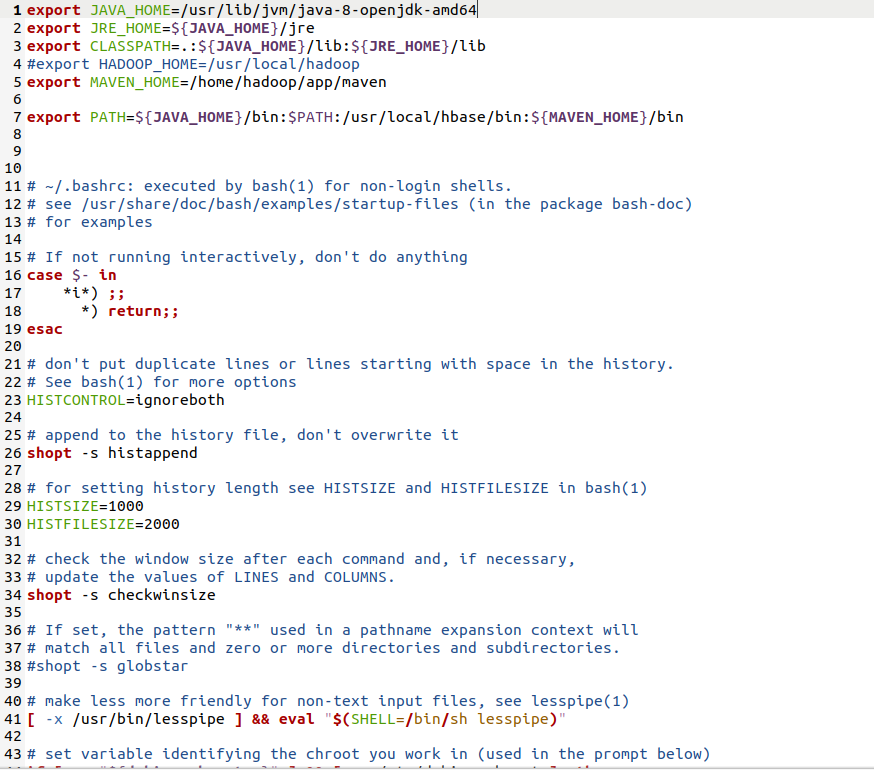 1 export JAVA_HOME=/usr/lib/jvm/java-8-openjdk-amd64
2 export JRE_HOME=${JAVA_HOME}/jre
3 export CLASSPATH=.:${JAVA_HOME}/lib:${JRE_HOME}/lib
4 #export HADOOP_HOME=/usr/local/hadoop
5 export MAVEN_HOME=/home/hadoop/app/maven
6
7 export PATH=${JAVA_HOME}/bin:$PATH:/usr/local/hbase/bin:${MAVEN_HOME}/bin
8
9
10
11 # ~/.bashrc: executed by bash(1) for non-login shells.
12 # see /usr/share/doc/bash/examples/startup-files (in the package bash-doc)
13 # for examples
14
15 # If not running interactively, don't do anything
16 case $- in
17     *i*) ;;
18       *) return;;
19 esac
20
21 # don't put duplicate lines or lines starting with space in the history.
22 # See bash(1) for more options
23 HISTCONTROL=ignoreboth
24
25 # append to the history file, don't overwrite it
26 shopt -s histappend
27
28 # for setting history length see HISTSIZE and HISTFILESIZE in bash(1)
29 HISTSIZE=1000
30 HISTFILESIZE=2000
31
32 # check the window size after each command and, if necessary,
33 # update the values of LINES and COLUMNS.
34 shopt -s checkwinsize
35
36 # If set, the pattern "**" used in a pathname expansion context will
37 # match all files and zero or more directories and subdirectories.
38 #shopt -s globstar
39
40 # make less more friendly for non-text input files, see lesspipe(1)
41 [ -x /usr/bin/lesspipe ] && eval "$(SHELL=/bin/sh lesspipe)"
42
43 # set variable identifying the chroot you work in (used in the prompt below)